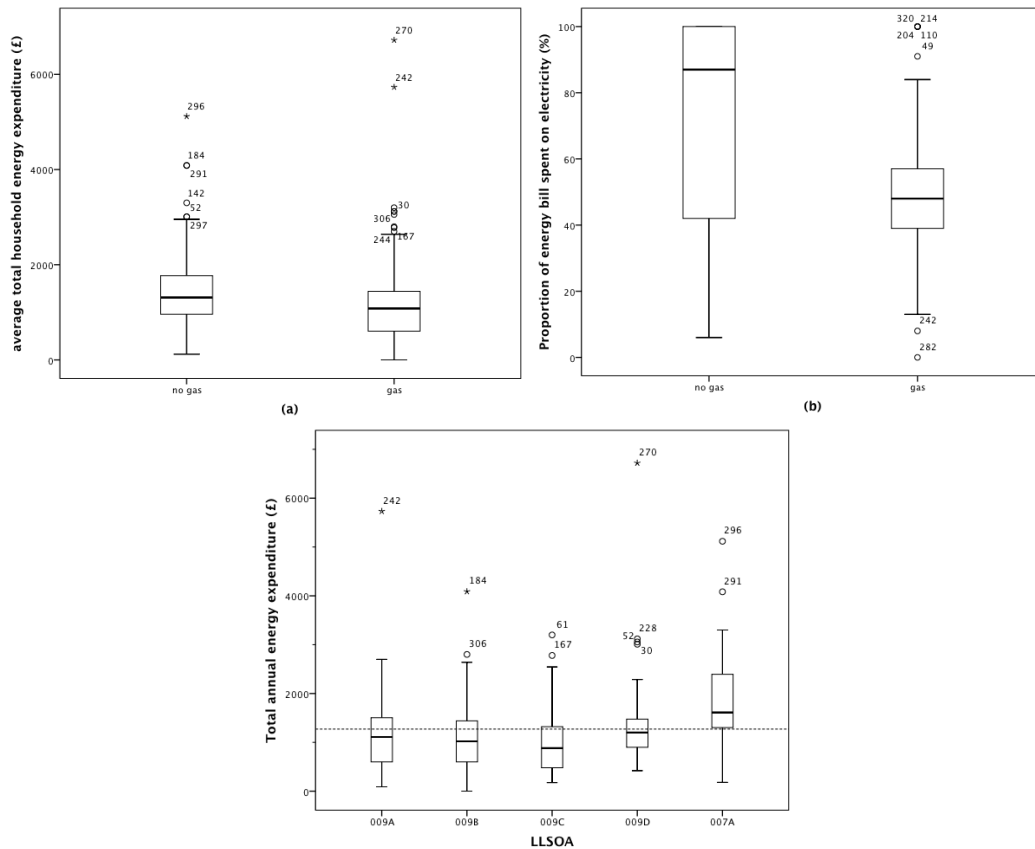 average total household energy expenditure (£)
6000
4000
2000
0
270
242
296
184
291
142
52
297
30
306
244
167
no gas
gas
(a)
Proportion of energy bill spent on electricity (%)
100
80
60
40
20
0
320 214
204 110
49
242
282
no gas
gas
(b)
Total annual energy expenditure (£)
6000
4000
2000
0
270
242
296
184
291
306
61
167
52 228
30
009A
009B
009C
009D
007A
LLSOA